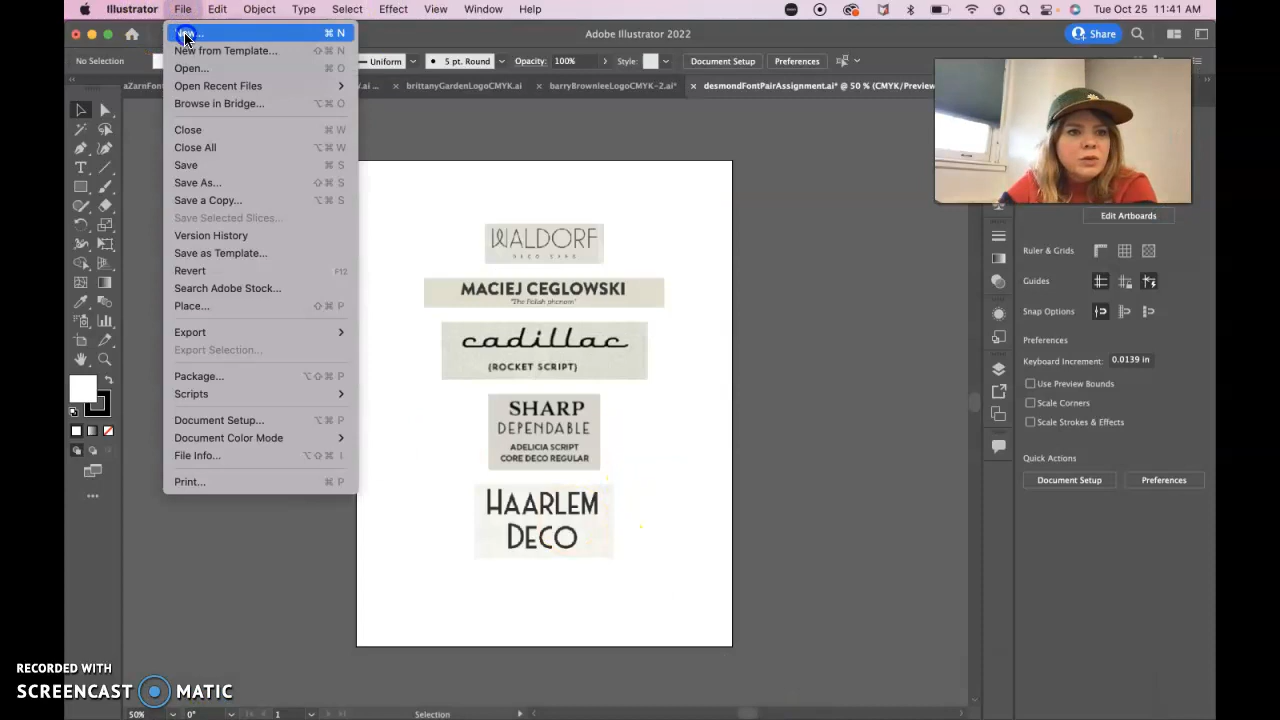 Illustrator File Edit Object Type Select Effect View Window Help Tue Oct 25 11:41 AM
Adobe Illustrator 2022
Share
No Selection
Uniform
5 pt. Round
Opacity: 100%
Style:
Document Setup
Preferences
aZarnFont
.ai ...
brittanyGardenLogoCMYK.ai
barryBrownleeLogoCMYK-2.ai*
desmondFontPairAssignment.ai* @ 50 % (CMYK/Preview
⌘ N
New from Template... ⇧⌘ N
Open... ⌘ O
Open Recent Files
Browse in Bridge... ⌥⌘ O
Close ⌘ W
Close All ⌥⌘ W
Save ⌘ S
Save As... ⇧⌘ S
Save a Copy... ⌥⌘ S
Save Selected Slices...
Version History
Save as Template...
Revert F12
Search Adobe Stock...
Place... ⇧⌘ P
Export
Export Selection...
Package... ⌥⇧⌘ P
Scripts
Document Setup... ⌥⌘ P
Document Color Mode
File Info... ⌥⇧⌘ I
Print... ⌘ P
WALDORF
MACIEJ CEGLOWSKI
"The Polish phenom"
cadillac
(ROCKET SCRIPT)
SHARP
DEPENDABLE
ADELICIA SCRIPT
CORE DECO REGULAR
HAARLEM
DECO
Edit Artboards
Ruler & Grids
Guides
Snap Options
Preferences
Keyboard Increment: 0.0139 in
Use Preview Bounds
Scale Corners
Scale Strokes & Effects
Quick Actions
Document Setup
Preferences
50%
0°
1
Selection
RECORDED WITH
SCREENCAST MATIC